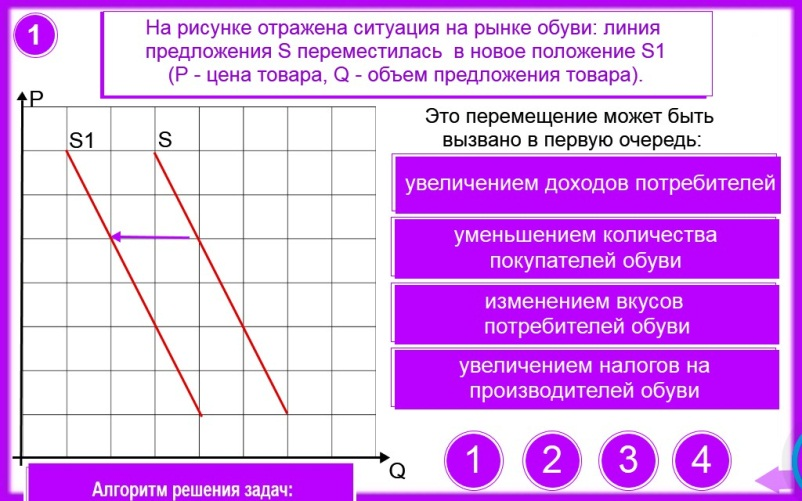 1
На рисунке отражена ситуация на рынке обуви: линия
предложения S переместилась в новое положение S1
(P - цена товара, Q - объем предложения товара).
P
S1
S
Q
Это перемещение может быть
вызвано в первую очередь:
увеличением доходов потребителей
уменьшением количества
покупателей обуви
изменением вкусов
потребителей обуви
увеличением налогов на
производителей обуви
1 2 3 4
Алгоритм решения задач: